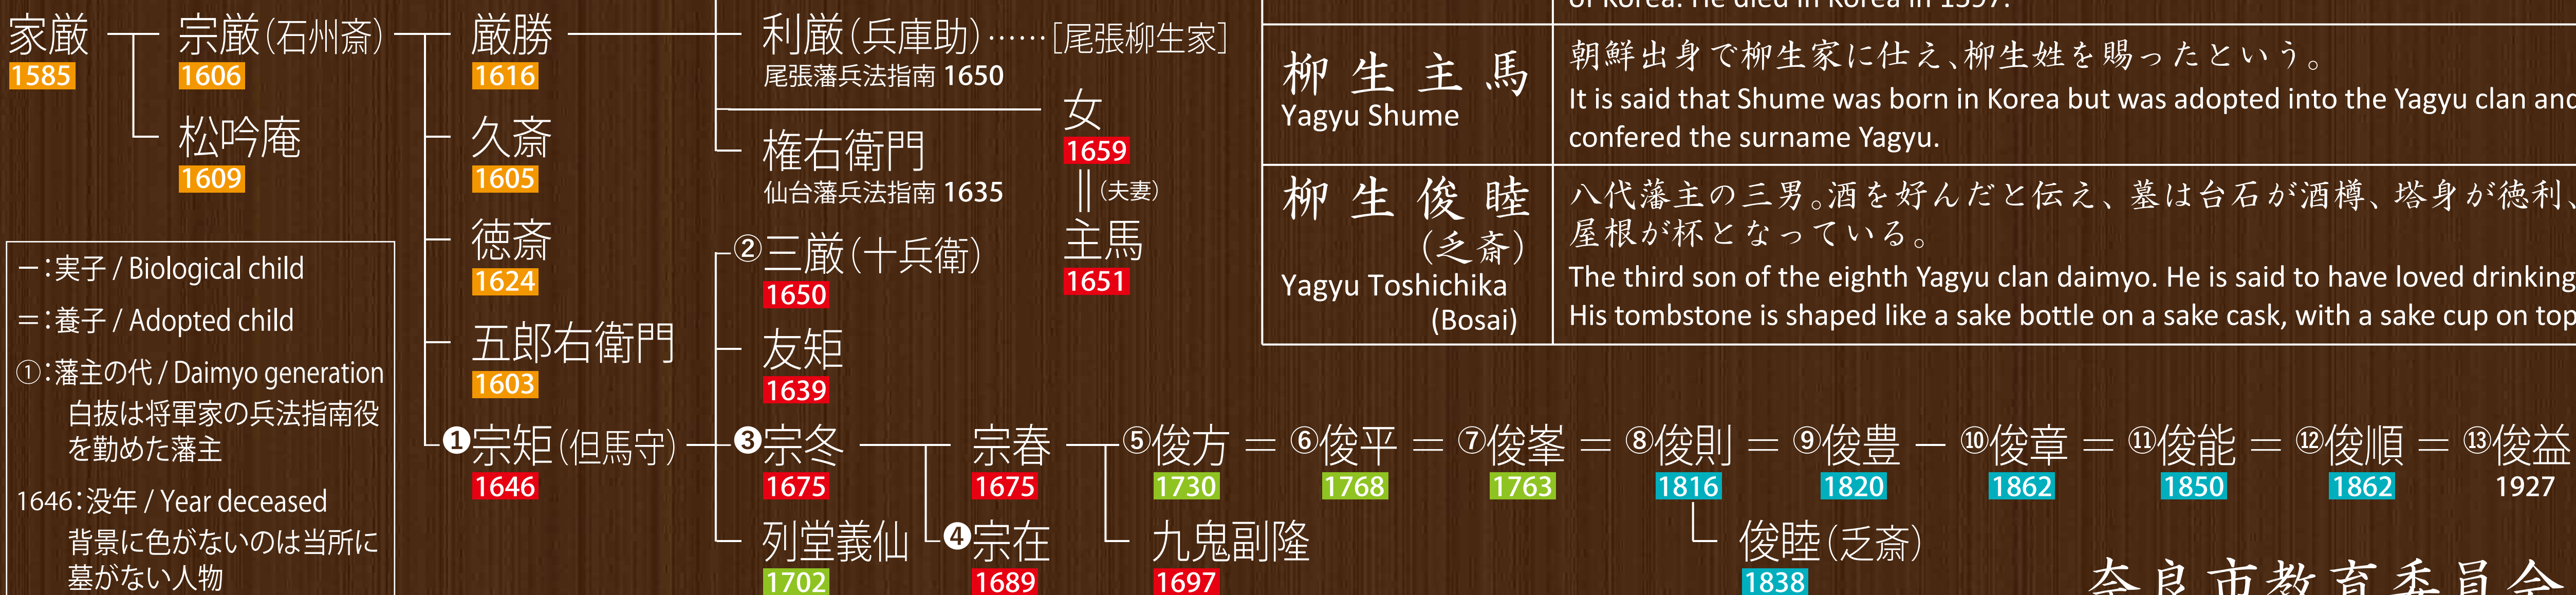 家厳
1585
宗厳（石州斎）
1606
松吟庵
1609
厳勝
1616
久斎
1605
徳斎
1624
五郎右衛門
1603
❶宗矩（但馬守）
1646
利厳（兵庫助）……［尾張柳生家］
尾張藩兵法指南 1650
権右衛門
仙台藩兵法指南 1635
女
1659
（夫妻）
主馬
1651
②三厳（十兵衛）
1650
友矩
1639
❸宗冬
1675
列堂義仙
1702
宗春
1675
❹宗在
1689
⑤俊方
1730
九鬼副隆
1697
＝⑥俊平
1768
＝⑦俊峯
1763
＝⑧俊則
1816
俊睦（乏斎）
1838
＝⑨俊豊
1820
－⑩俊章
1862
＝⑪俊能
1850
＝⑫俊順
1862
＝⑬俊益
1927
－：実子 / Biological child
＝：養子 / Adopted child
①：藩主の代 / Daimyo generation
白抜は将軍家の兵法指南役
を勤めた藩主
1646：没年 / Year deceased
背景に色がないのは当所に
墓がない人物
of Korea. He died in Korea in 1597.
柳生主馬
Yagyu Shume
朝鮮出身で柳生家に仕え、柳生姓を賜ったという。
It is said that Shume was born in Korea but was adopted into the Yagyu clan and
confered the surname Yagyu.
柳生俊睦
（乏斎）
Yagyu Toshichika
(Bosai)
八代藩主の三男。酒を好んだと伝え、墓は台石が酒樽、塔身が徳利、
屋根が杯となっている。
The third son of the eighth Yagyu clan daimyo. He is said to have loved drinking
His tombstone is shaped like a sake bottle on a sake cask, with a sake cup on top
奈良市教育委員会